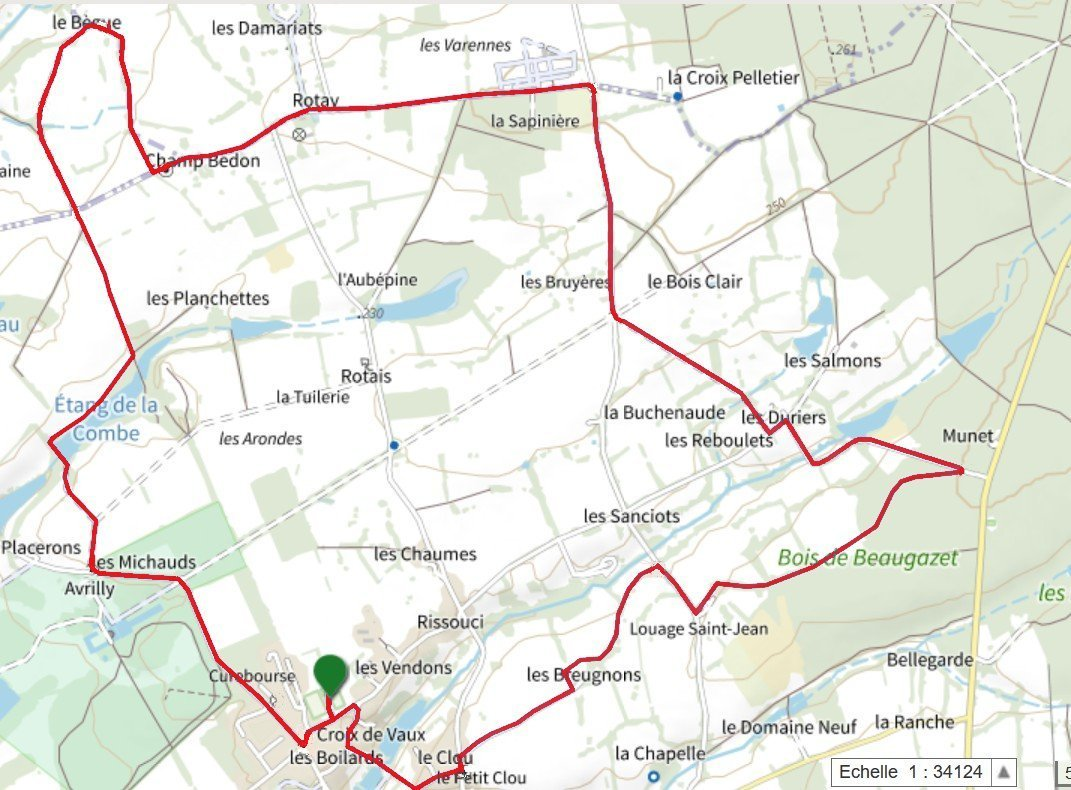 le Bègue
les Damariats
les Varennes
261
la Croix Pelletier
Rotay
la Sapinière
Champ Bedon
aine
250
l'Aubépine
les Bruyères
le Bois Clair
les Planchettes
230
au
les Salmons
Rotais
la Tuilerie
Étang de la
Combe
la Buchenaude
les Duriers
les Arondes
les Reboulets
Munet
les Sanciots
Placerons
les Michauds
les Chaumes
Bois de Beaugazet
Avrilly
les
Rissouci
Louage Saint-Jean
Bellegarde
les Vendons
Curebourse
les Breugnons
la Ranche
le Domaine Neuf
Croix de Vaux
les Boilards
le Clou
la Chapelle
le Petit Clou
Echelle 1 : 34124
5